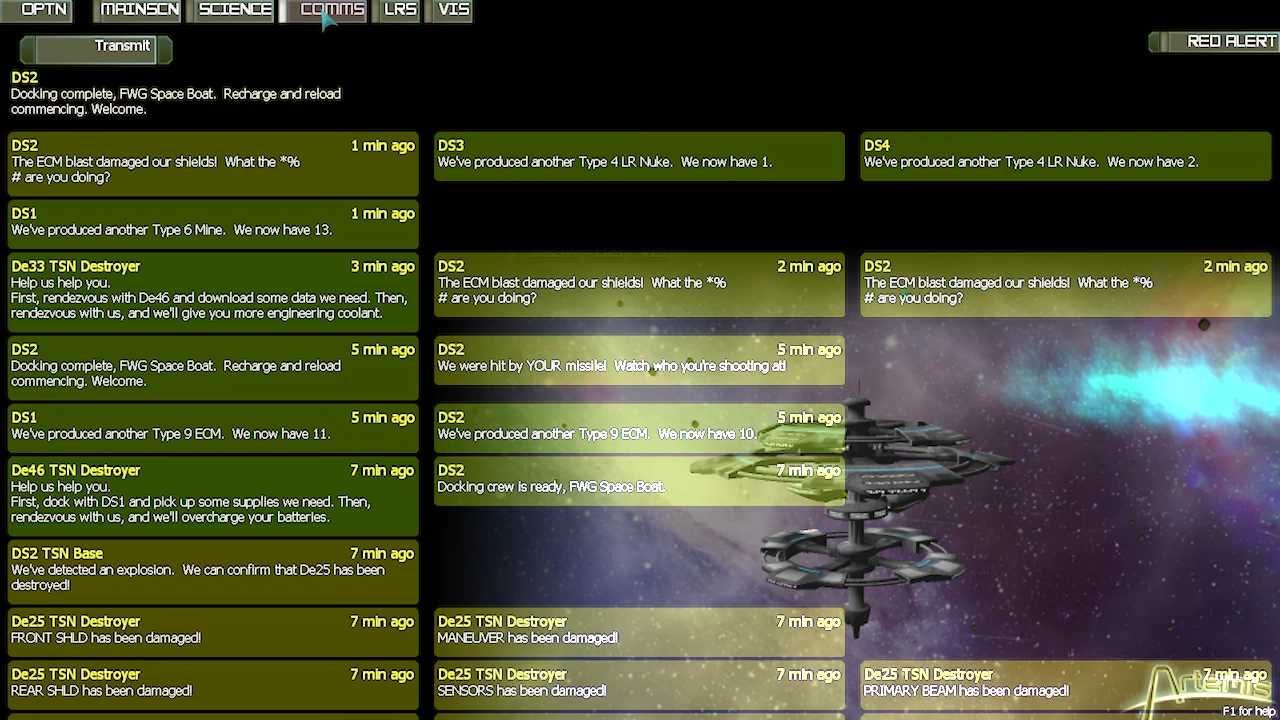 OPTN MAINSCN SCIENCE COMMS LRS VIS
Transmit
RED ALERT
DS2
Docking complete, FWG Space Boat. Recharge and reload
commencing. Welcome.
DS2 1 min ago
The ECM blast damaged our shields! What the *%
# are you doing?
DS3
We've produced another Type 4 LR Nuke. We now have 1.
DS4
We've produced another Type 4 LR Nuke. We now have 2.
DS1 1 min ago
We've produced another Type 6 Mine. We now have 13.
De33 TSN Destroyer 3 min ago
Help us help you.
First, rendezvous with De46 and download some data we need. Then,
rendezvous with us, and we'll give you more engineering coolant.
DS2 2 min ago
The ECM blast damaged our shields! What the *%
# are you doing?
DS2 2 min ago
The ECM blast damaged our shields! What the *%
# are you doing?
DS2 5 min ago
Docking complete, FWG Space Boat. Recharge and reload
commencing. Welcome.
DS2 5 min ago
We were hit by YOUR missile! Watch who you're shooting at!
DS1 5 min ago
We've produced another Type 9 ECM. We now have 11.
DS2 5 min ago
We've produced another Type 9 ECM. We now have 10.
De46 TSN Destroyer 7 min ago
Help us help you.
First, dock with DS1 and pick up some supplies we need. Then,
rendezvous with us, and we'll overcharge your batteries.
DS2 7 min ago
Docking crew is ready, FWG Space Boat.
DS2 TSN Base 7 min ago
We've detected an explosion. We can confirm that De25 has been
destroyed!
De25 TSN Destroyer 7 min ago
FRONT SHLD has been damaged!
De25 TSN Destroyer 7 min ago
MANEUVER has been damaged!
De25 TSN Destroyer 7 min ago
REAR SHLD has been damaged!
De25 TSN Destroyer 7 min ago
SENSORS has been damaged!
De25 TSN Destroyer 7 min ago
PRIMARY BEAM has been damaged!
Artemis
F1 for help